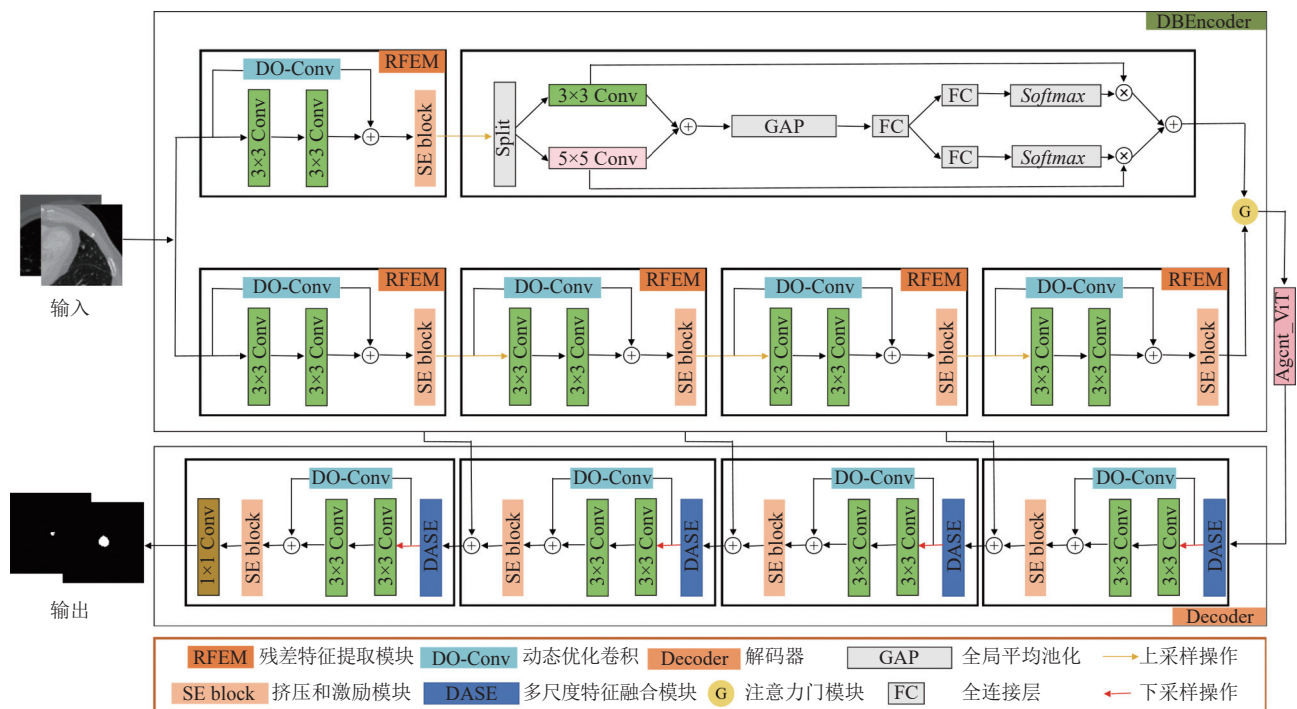 DBEncoder
RFEM
DO-Conv
3×3 Conv
3×3 Conv
SE block
Split
3×3 Conv
5×5 Conv
GAP
FC
FC
Softmax
FC
Softmax
G
Agent_ViT
输入
RFEM
DO-Conv
3×3 Conv
3×3 Conv
SE block
RFEM
DO-Conv
3×3 Conv
3×3 Conv
SE block
RFEM
DO-Conv
3×3 Conv
3×3 Conv
SE block
RFEM
DO-Conv
3×3 Conv
3×3 Conv
SE block
1×1 Conv
SE block
DO-Conv
3×3 Conv
3×3 Conv
DASE
SE block
DO-Conv
3×3 Conv
3×3 Conv
DASE
SE block
DO-Conv
3×3 Conv
3×3 Conv
DASE
SE block
DO-Conv
3×3 Conv
3×3 Conv
DASE
输出
Decoder
RFEM 残差特征提取模块 DO-Conv 动态优化卷积 Decoder 解码器 GAP 全局平均池化 上采样操作
SE block 挤压和激励模块 DASE 多尺度特征融合模块 G 注意力门模块 FC 全连接层 下采样操作